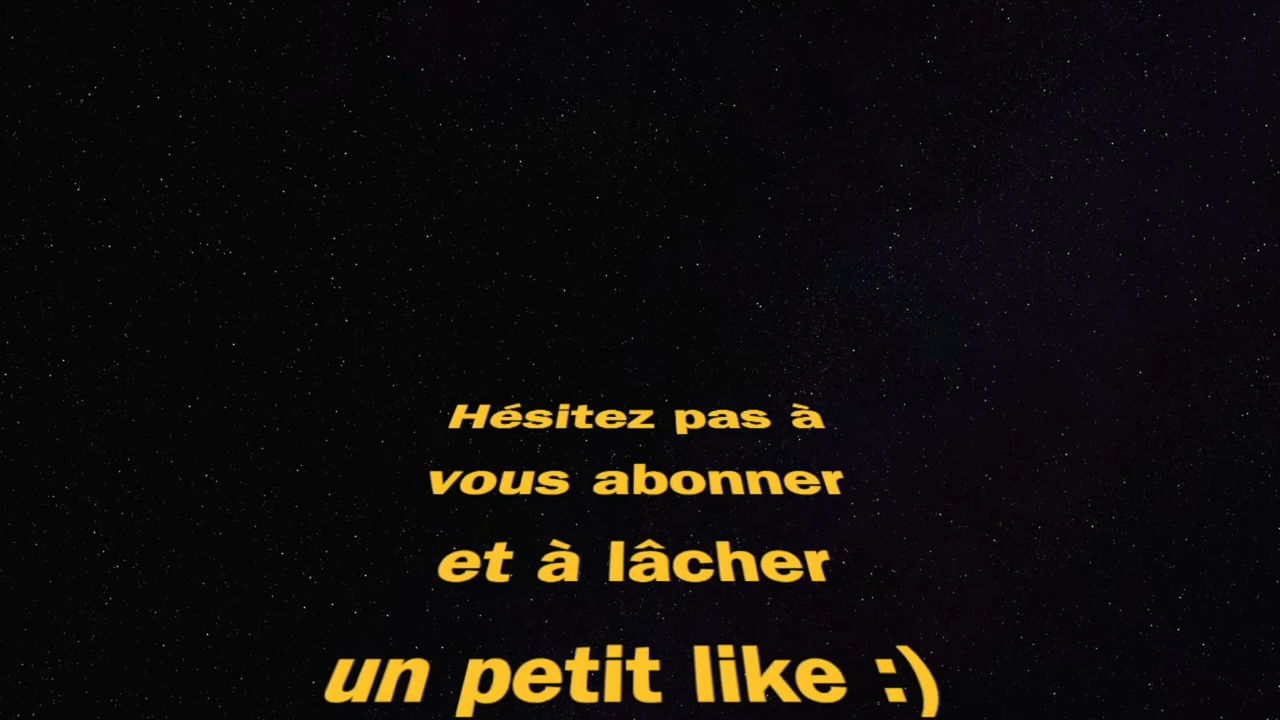 Hésitez pas à
vous abonner
et à lâcher
un petit like :)